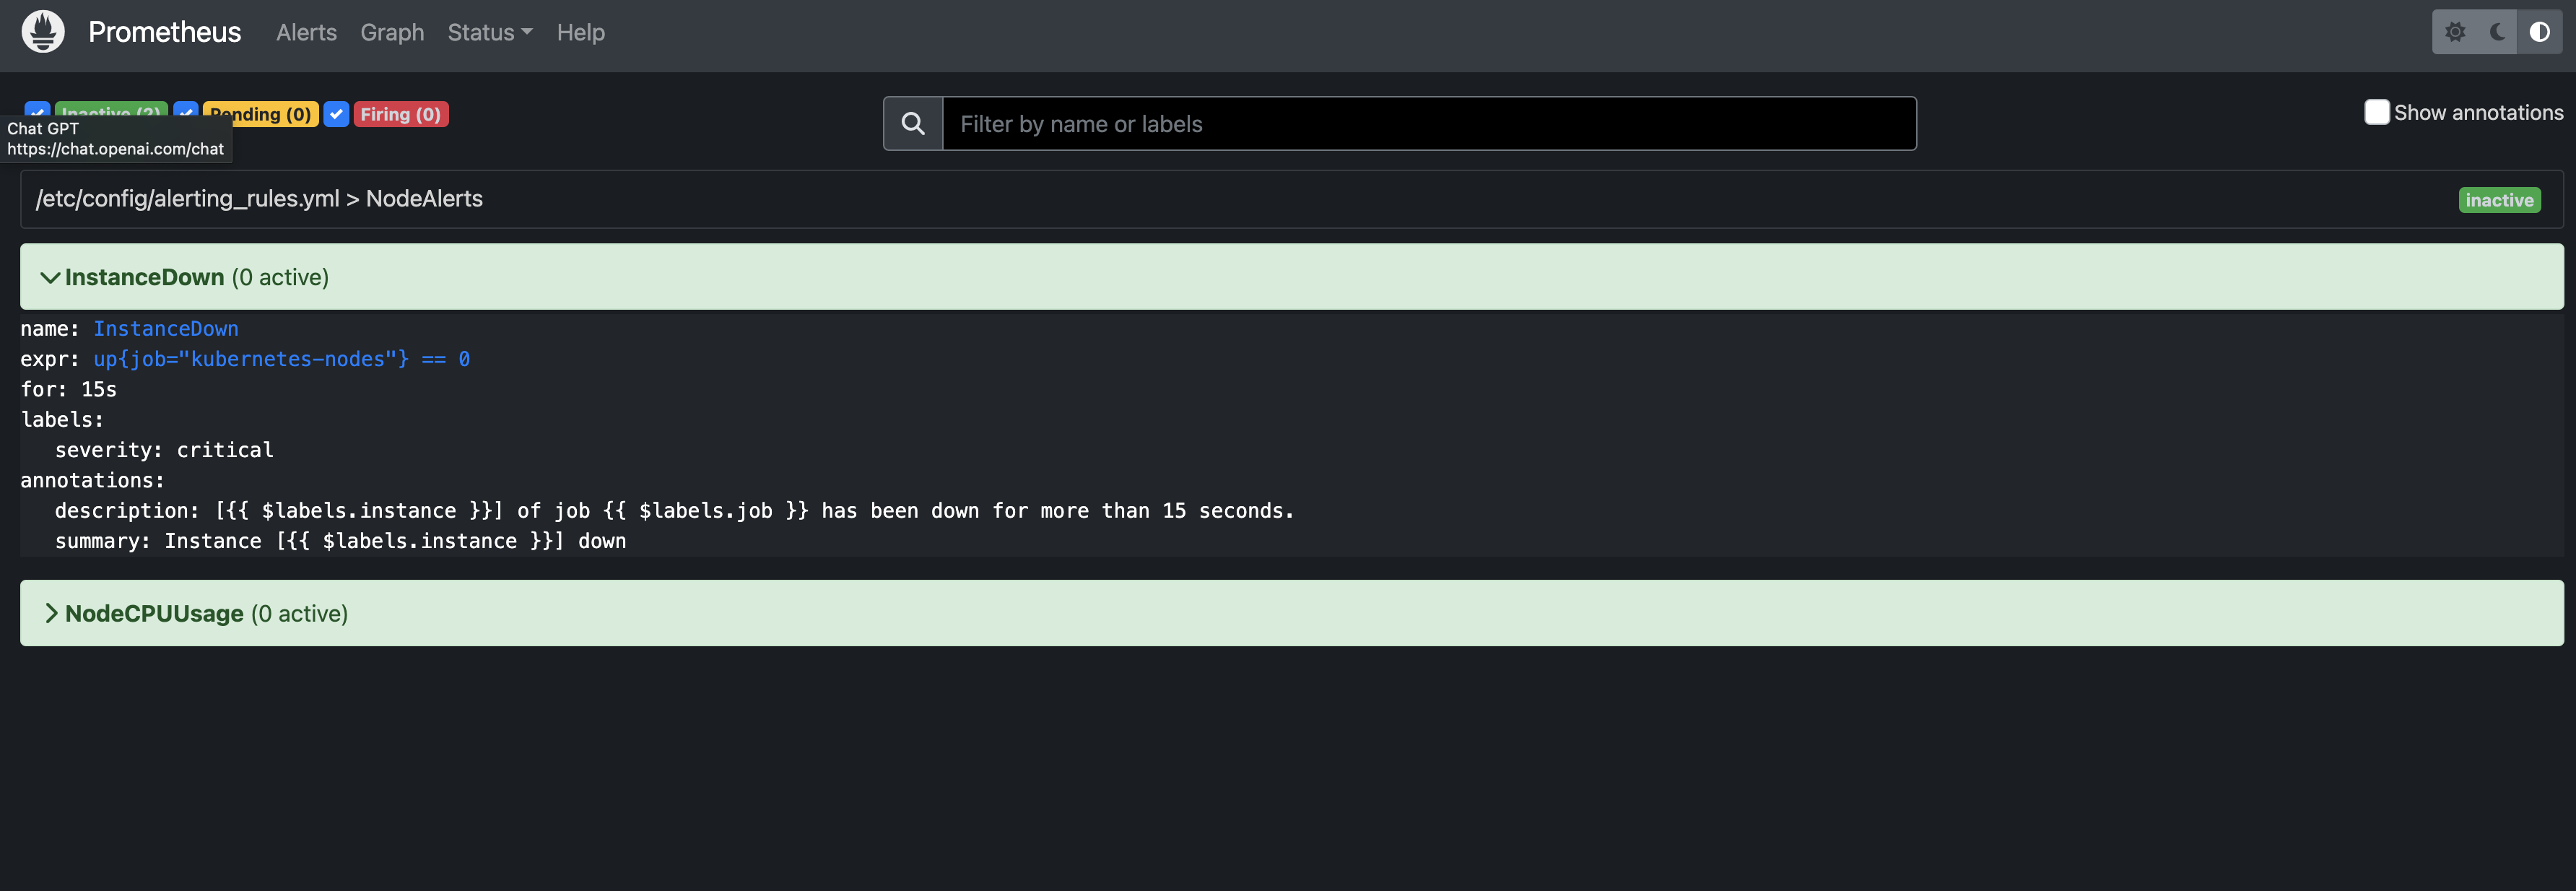 Prometheus Alerts Graph Status Help
Inactive (2) Pending (0) Firing (0)
Filter by name or labels
Show annotations
Chat GPT
https://chat.openai.com/chat
/etc/config/alerting_rules.yml > NodeAlerts inactive
InstanceDown (0 active)
name: InstanceDown
expr: up{job="kubernetes-nodes"} == 0
for: 15s
labels:
severity: critical
annotations:
description: [{{ $labels.instance }}] of job {{ $labels.job }} has been down for more than 15 seconds.
summary: Instance [{{ $labels.instance }}] down
NodeCPUUsage (0 active)